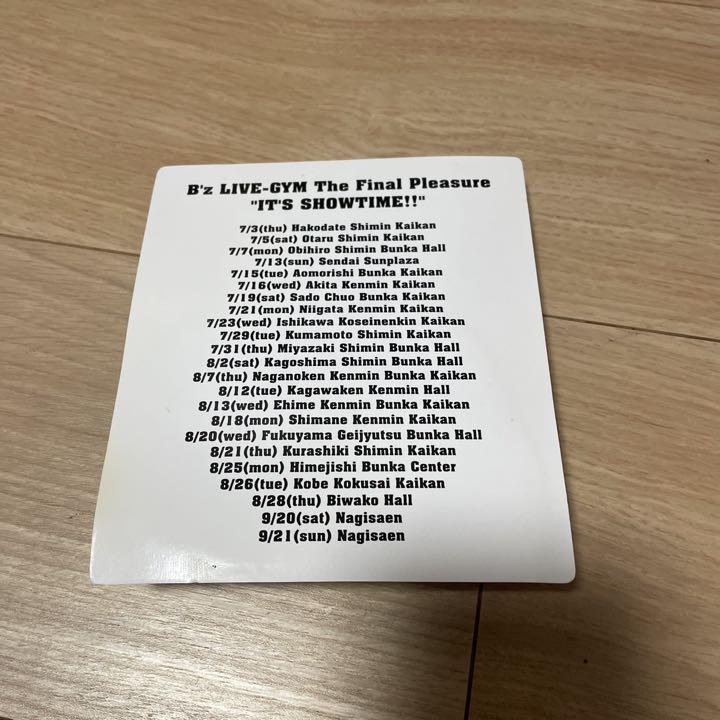 B'z LIVE-GYM The Final Pleasure
"IT'S SHOWTIME!!"
7/3(thu) Hakodate Shimin Kaikan
7/5(sat) Otaru Shimin Kaikan
7/7(mon) Obihiro Shimin Bunka Hall
7/13(sun) Sendai Sunplaza
7/15(tue) Aomorishi Bunka Kaikan
7/16(wed) Akita Kenmin Kaikan
7/19(sat) Sado Chuo Bunka Kaikan
7/21(mon) Niigata Kenmin Kaikan
7/23(wed) Ishikawa Koseinenkin Kaikan
7/29(tue) Kumamoto Shimin Kaikan
7/31(thu) Miyazaki Shimin Bunka Hall
8/2(sat) Kagoshima Shimin Bunka Hall
8/7(thu) Naganoken Kenmin Bunka Kaikan
8/12(tue) Kagawaken Kenmin Hall
8/13(wed) Ehime Kenmin Bunka Kaikan
8/18(mon) Shimane Kenmin Kaikan
8/20(wed) Fukuyama Geijyutsu Bunka Hall
8/21(thu) Kurashiki Shimin Kaikan
8/25(mon) Himejishi Bunka Center
8/26(tue) Kobe Kokusai Kaikan
8/28(thu) Biwako Hall
9/20(sat) Nagisaen
9/21(sun) Nagisaen